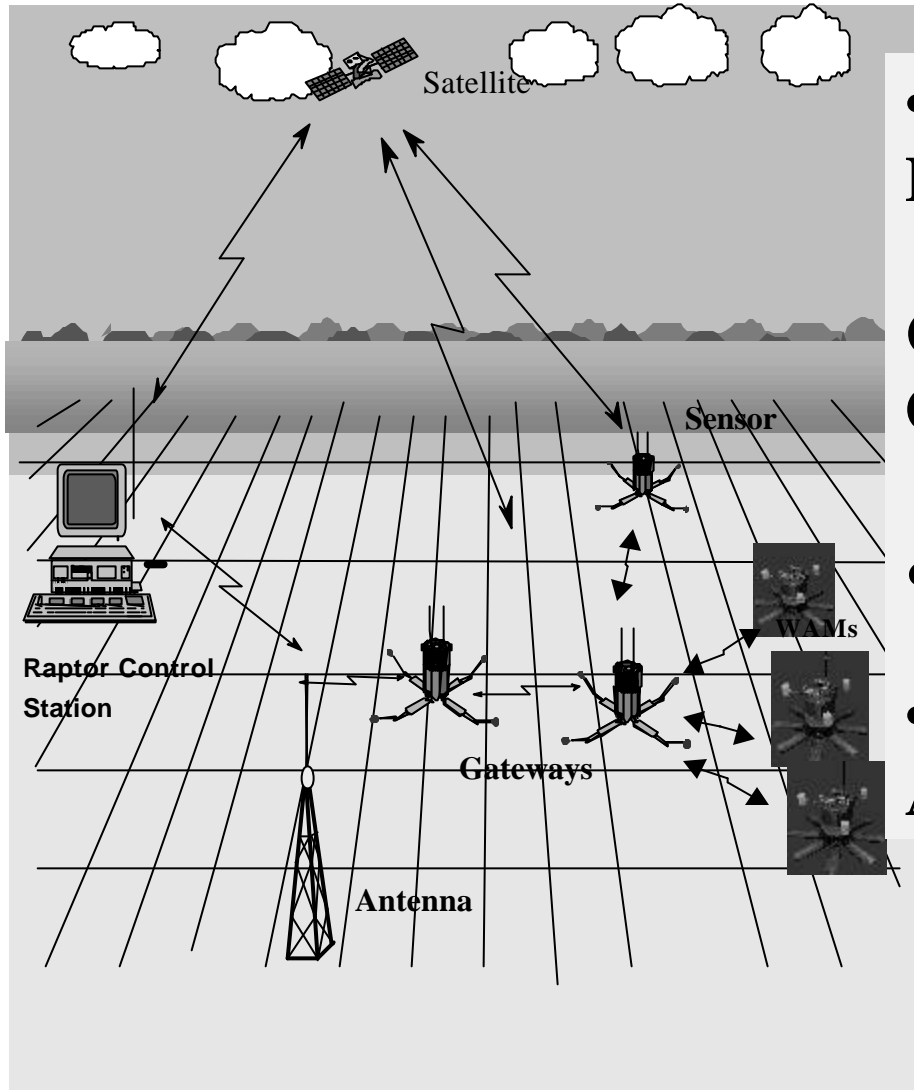 Satellite
Sensor
WAMs
Raptor Control
Station
Gateways
Antenna